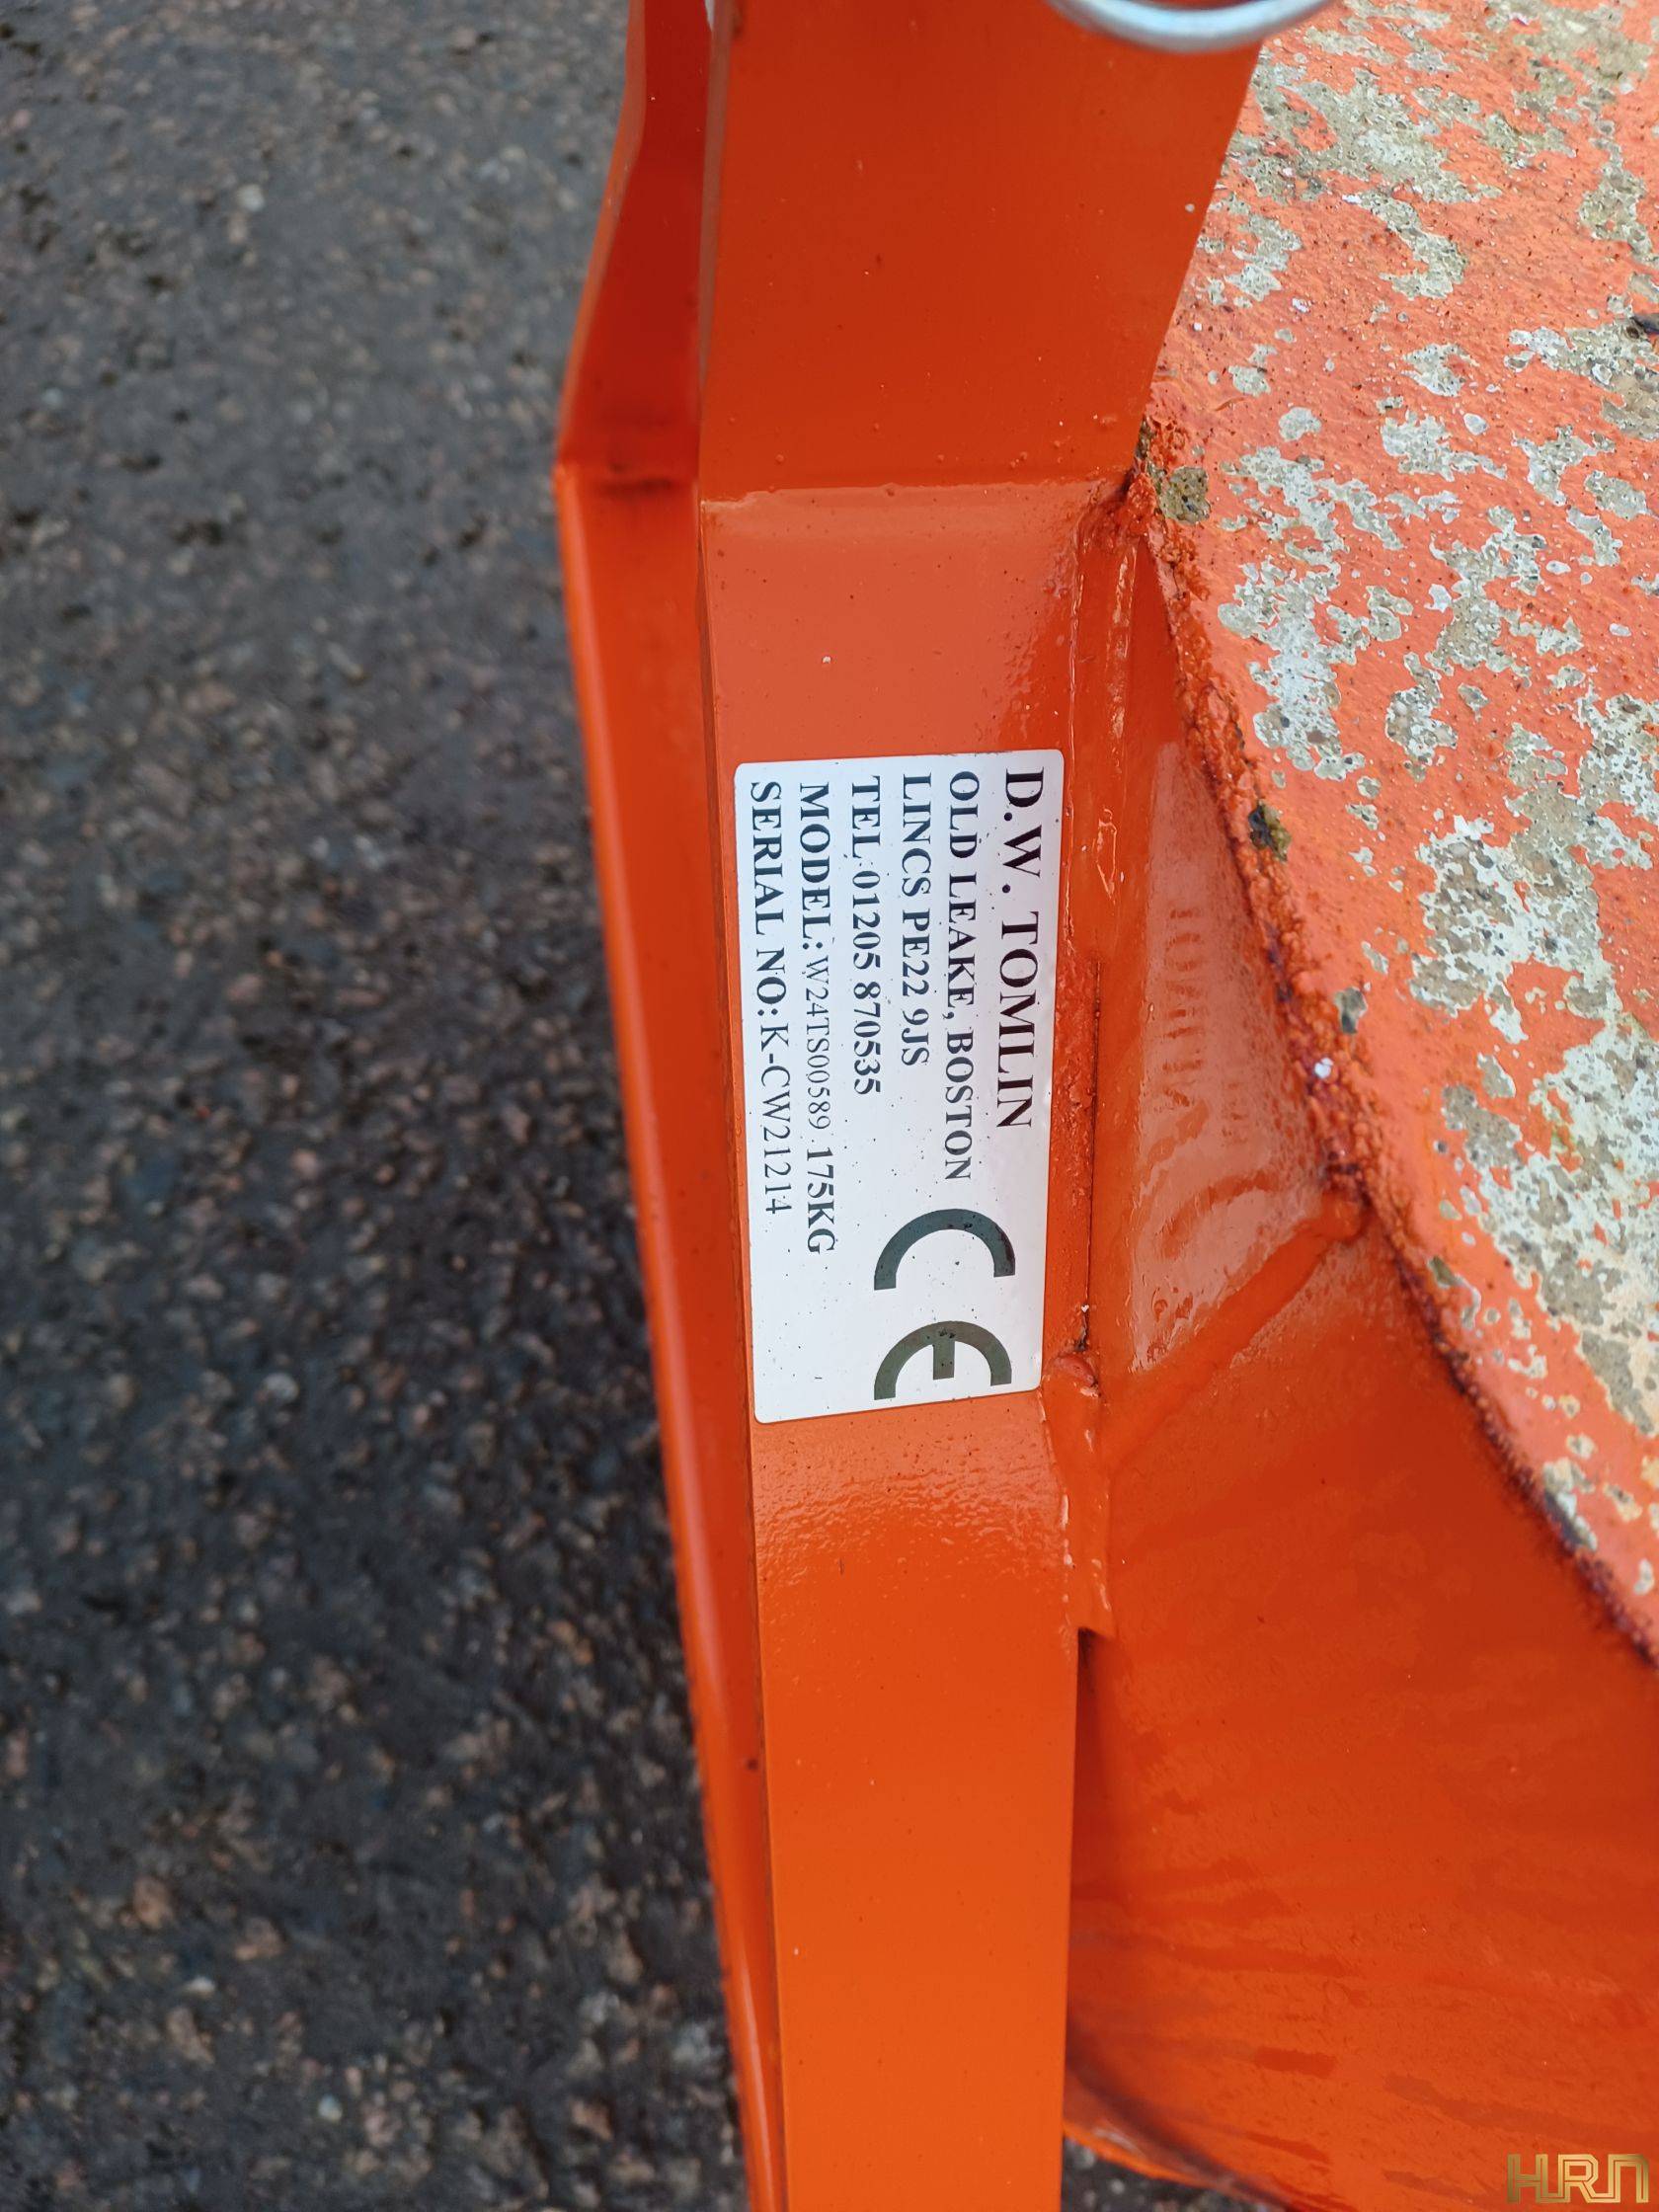 D.W. TOMLIN
OLD LEAKE, BOSTON
LINCS PE22 9JS
TEL 01205 870535
MODEL: W24TS00589 175KG
SERIAL NO: K-CW21214
CE
HRN